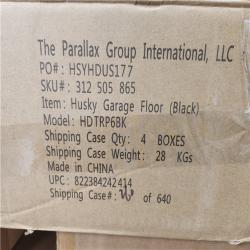 The Parallax Group International, LLC
PO#: HSYHDUS177
SKU#: 312 505 865
Item: Husky Garage Floor (Black)
Model: HDTRP6BK
Shipping Case Qty: 4 BOXES
Shipping Case Weight: 28 KGs
Made in CHINA
UPC: 822384242414
Shipping Case#: of 640